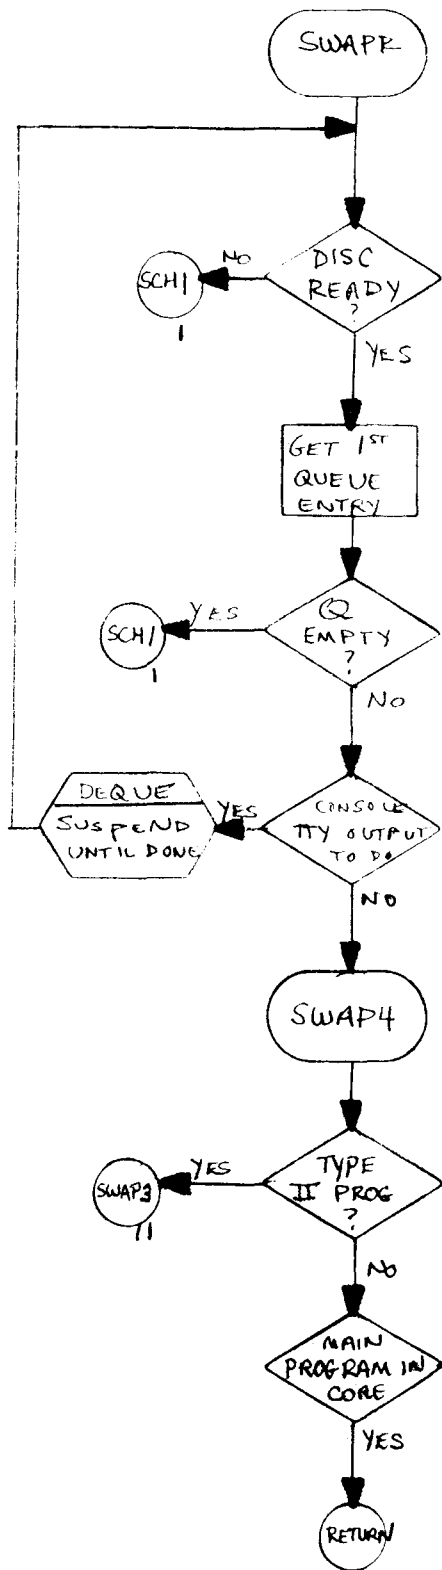 SWAPR
DISC
READY
?
NO
SCH1
1
YES
GET 1ST
QUEUE
ENTRY
Q
EMPTY
?
YES
SCH1
1
NO
CONSOLE
TTY OUTPUT
TO DO
YES
DEQUE
SUSPEND
UNTIL DONE
NO
SWAP4
TYPE
II PROG
?
YES
SWAP3
11
NO
MAIN
PROGRAM IN
CORE
YES
RETURN